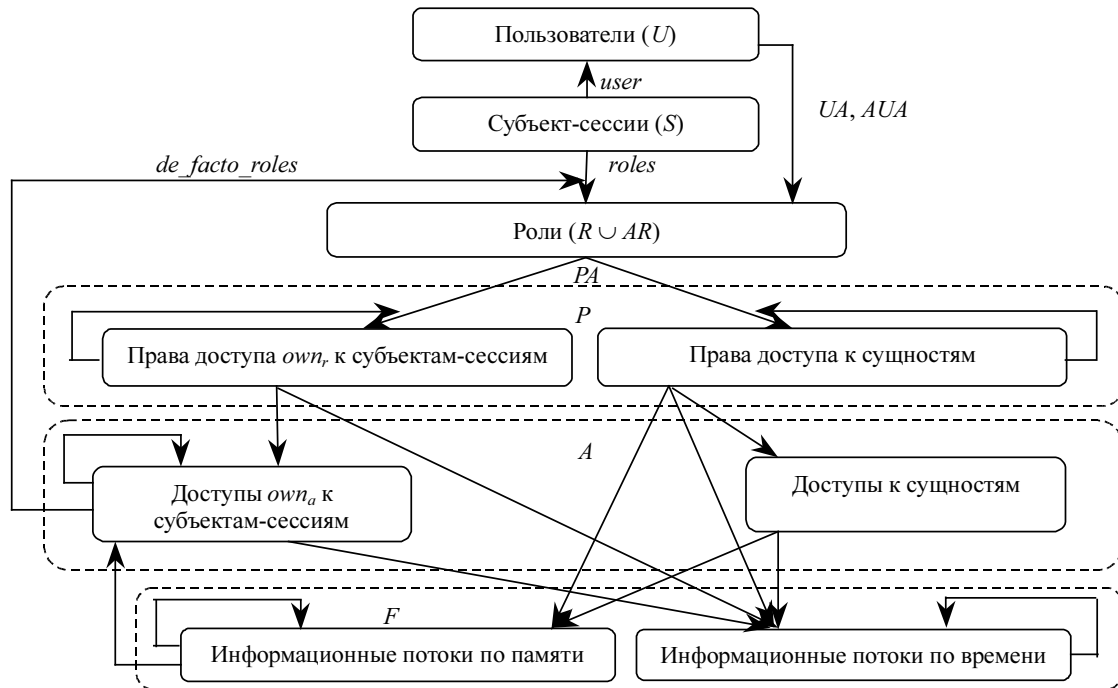 Пользователи (U)
user
UA, AUA
Субъект-сессии (S)
de_facto_roles
roles
Роли (R ∪ AR)
PA
P
Права доступа ownᵣ к субъектам-сессиям
Права доступа к сущностям
A
Доступы ownₐ к
субъектам-сессиям
Доступы к сущностям
F
Информационные потоки по памяти
Информационные потоки по времени